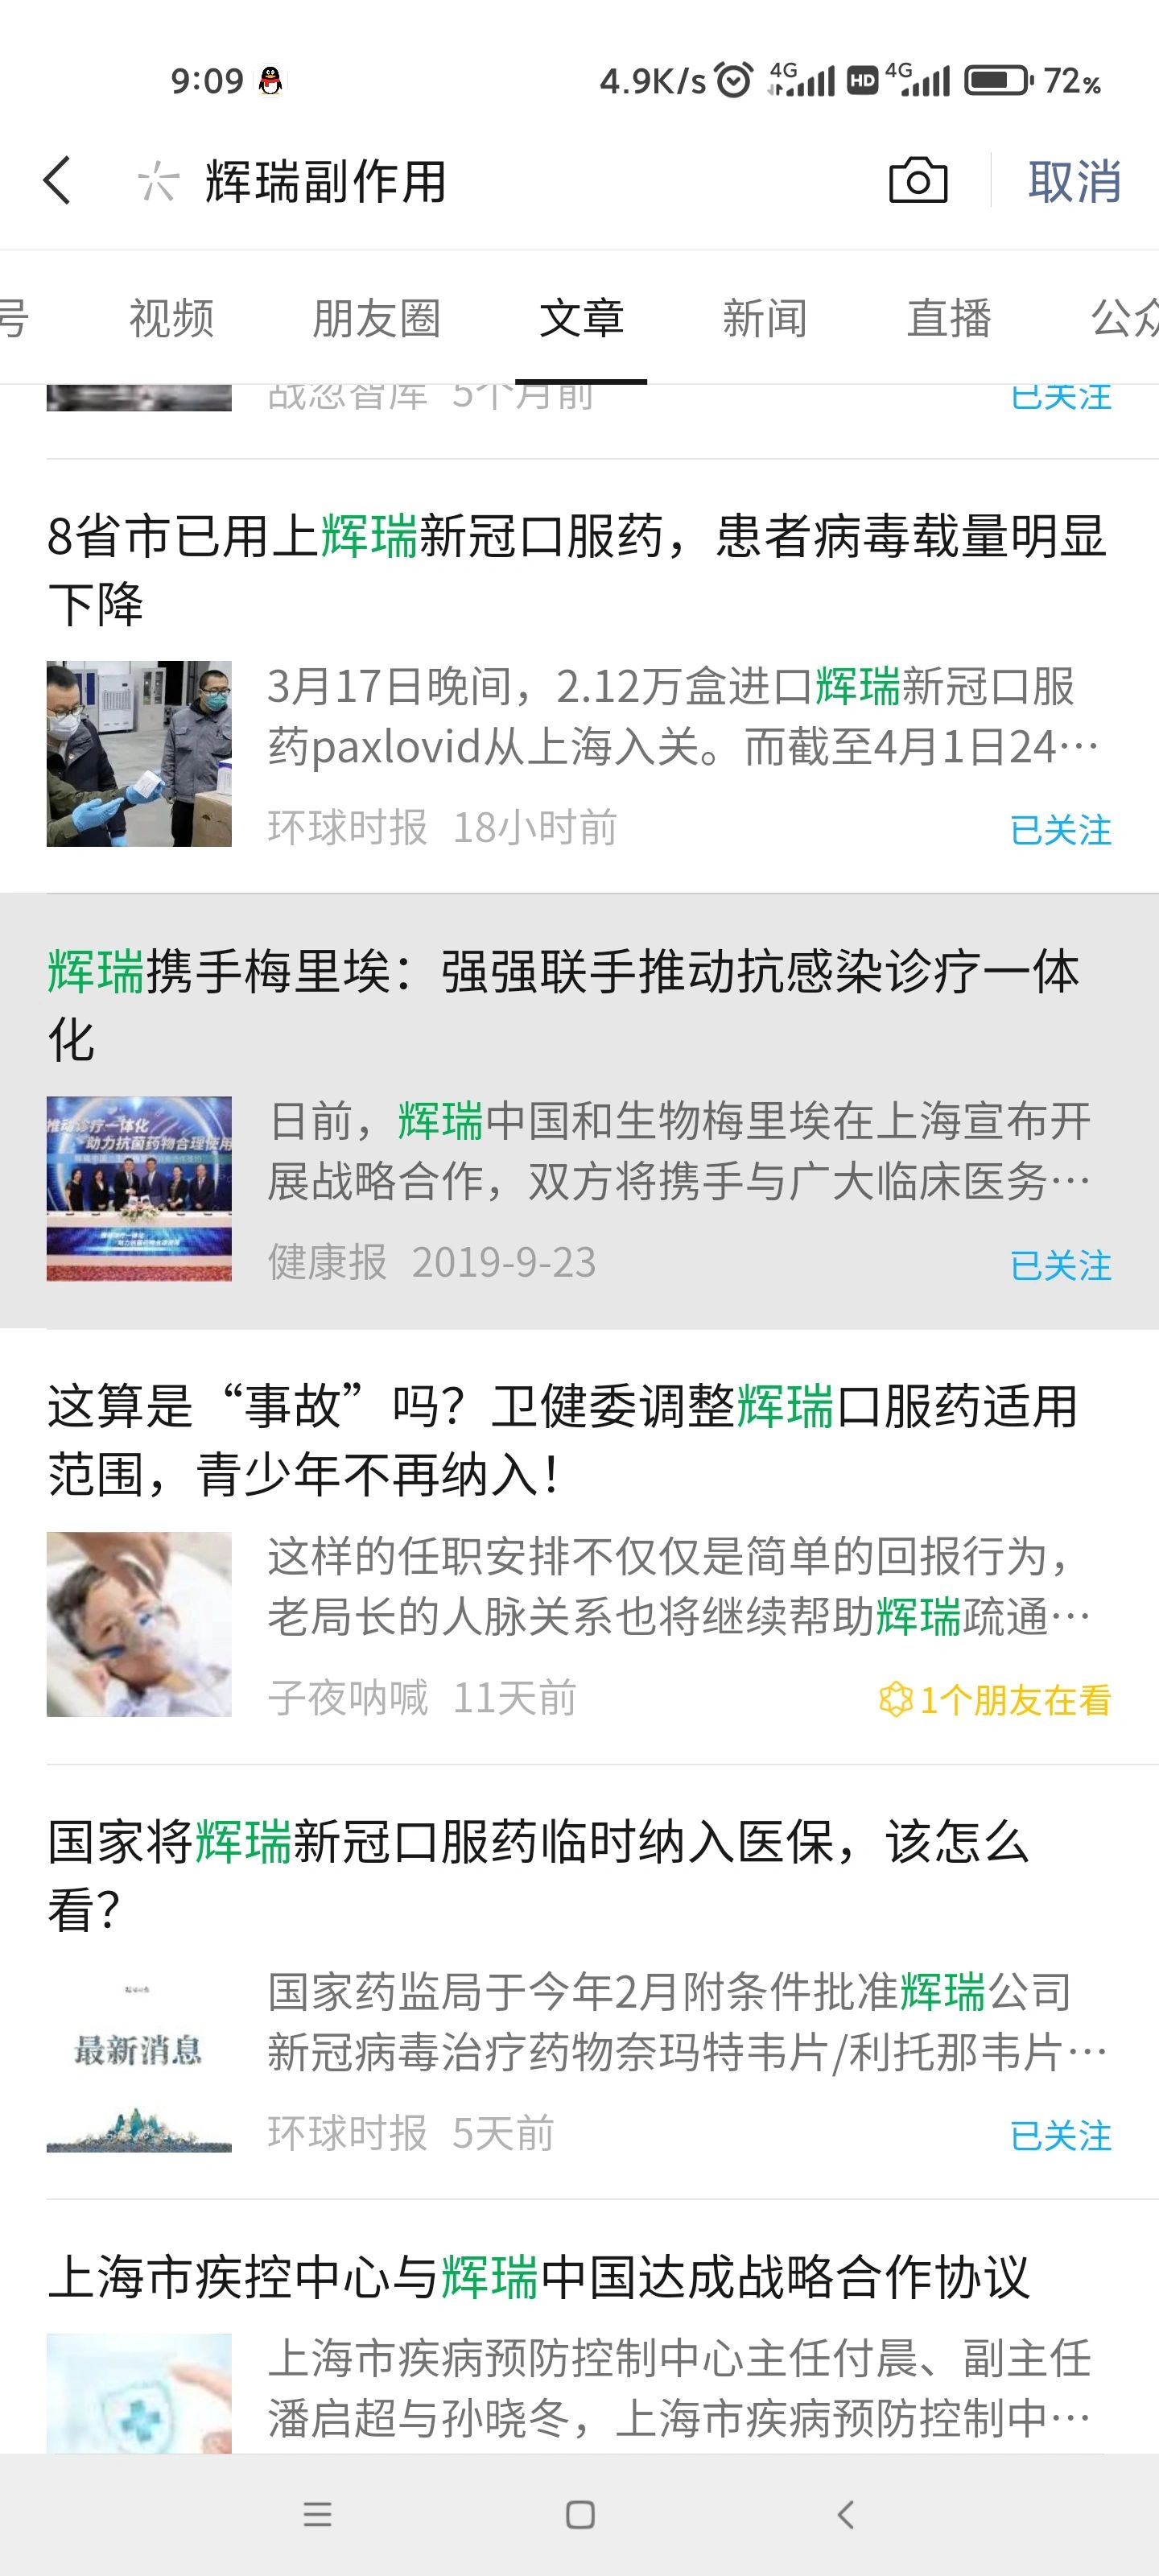 9:09 4.9K/s 4G HD 4G 72%
辉瑞副作用 取消
号 视频 朋友圈 文章 新闻 直播 公众
战忽智库 5个月前 已关注
8省市已用上辉瑞新冠口服药，患者病毒载量明显
下降
3月17日晚间，2.12万盒进口辉瑞新冠口服
药paxlovid从上海入关。而截至4月1日24…
环球时报 18小时前 已关注
辉瑞携手梅里埃：强强联手推动抗感染诊疗一体
化
推动诊疗一体化
助力抗菌药物合理使用
日前，辉瑞中国和生物梅里埃在上海宣布开
展战略合作，双方将携手与广大临床医务…
健康报 2019-9-23 已关注
这算是“事故”吗？卫健委调整辉瑞口服药适用
范围，青少年不再纳入！
这样的任职安排不仅仅是简单的回报行为，
老局长的人脉关系也将继续帮助辉瑞疏通…
子夜呐喊 11天前 1个朋友在看
国家将辉瑞新冠口服药临时纳入医保，该怎么
看？
最新消息
国家药监局于今年2月附条件批准辉瑞公司
新冠病毒治疗药物奈玛特韦片/利托那韦片…
环球时报 5天前 已关注
上海市疾控中心与辉瑞中国达成战略合作协议
上海市疾病预防控制中心主任付晨、副主任
潘启超与孙晓冬，上海市疾病预防控制中…